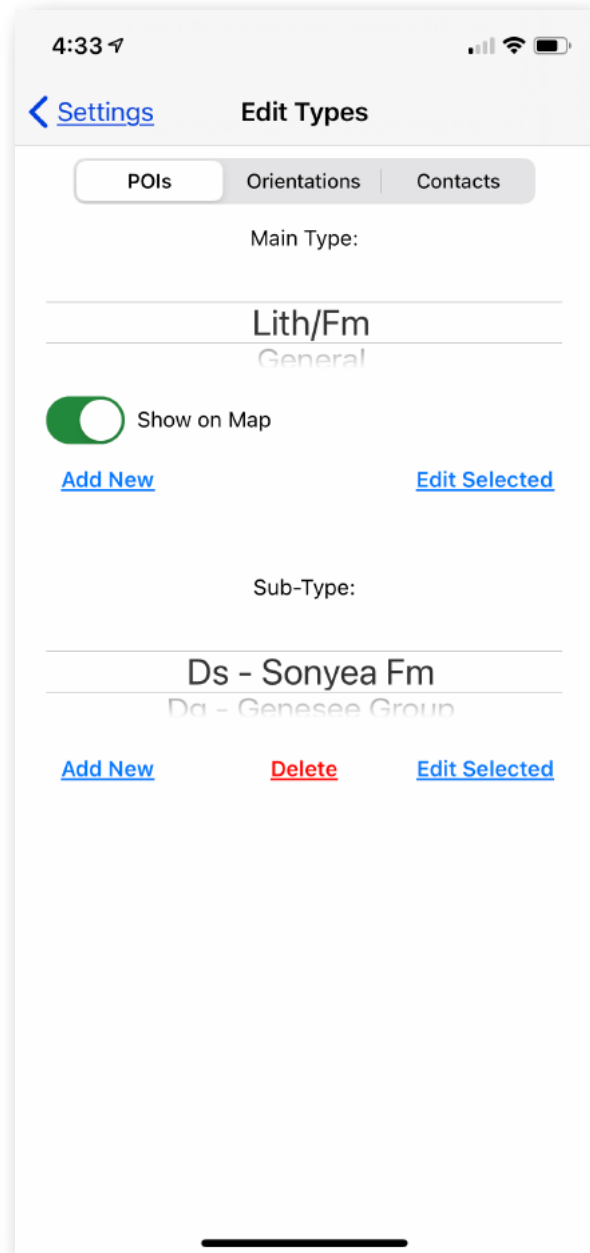 4:33
Settings Edit Types
POIs Orientations Contacts
Main Type:
Lith/Fm
General
Show on Map
Add New Edit Selected
Sub-Type:
Ds - Sonyea Fm
Dg - Genesee Group
Add New Delete Edit Selected